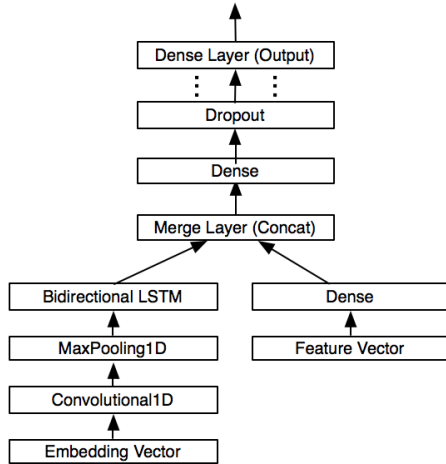 Dense Layer (Output)
Dropout
Dense
Merge Layer (Concat)
Bidirectional LSTM
Dense
MaxPooling1D
Feature Vector
Convolutional1D
Embedding Vector